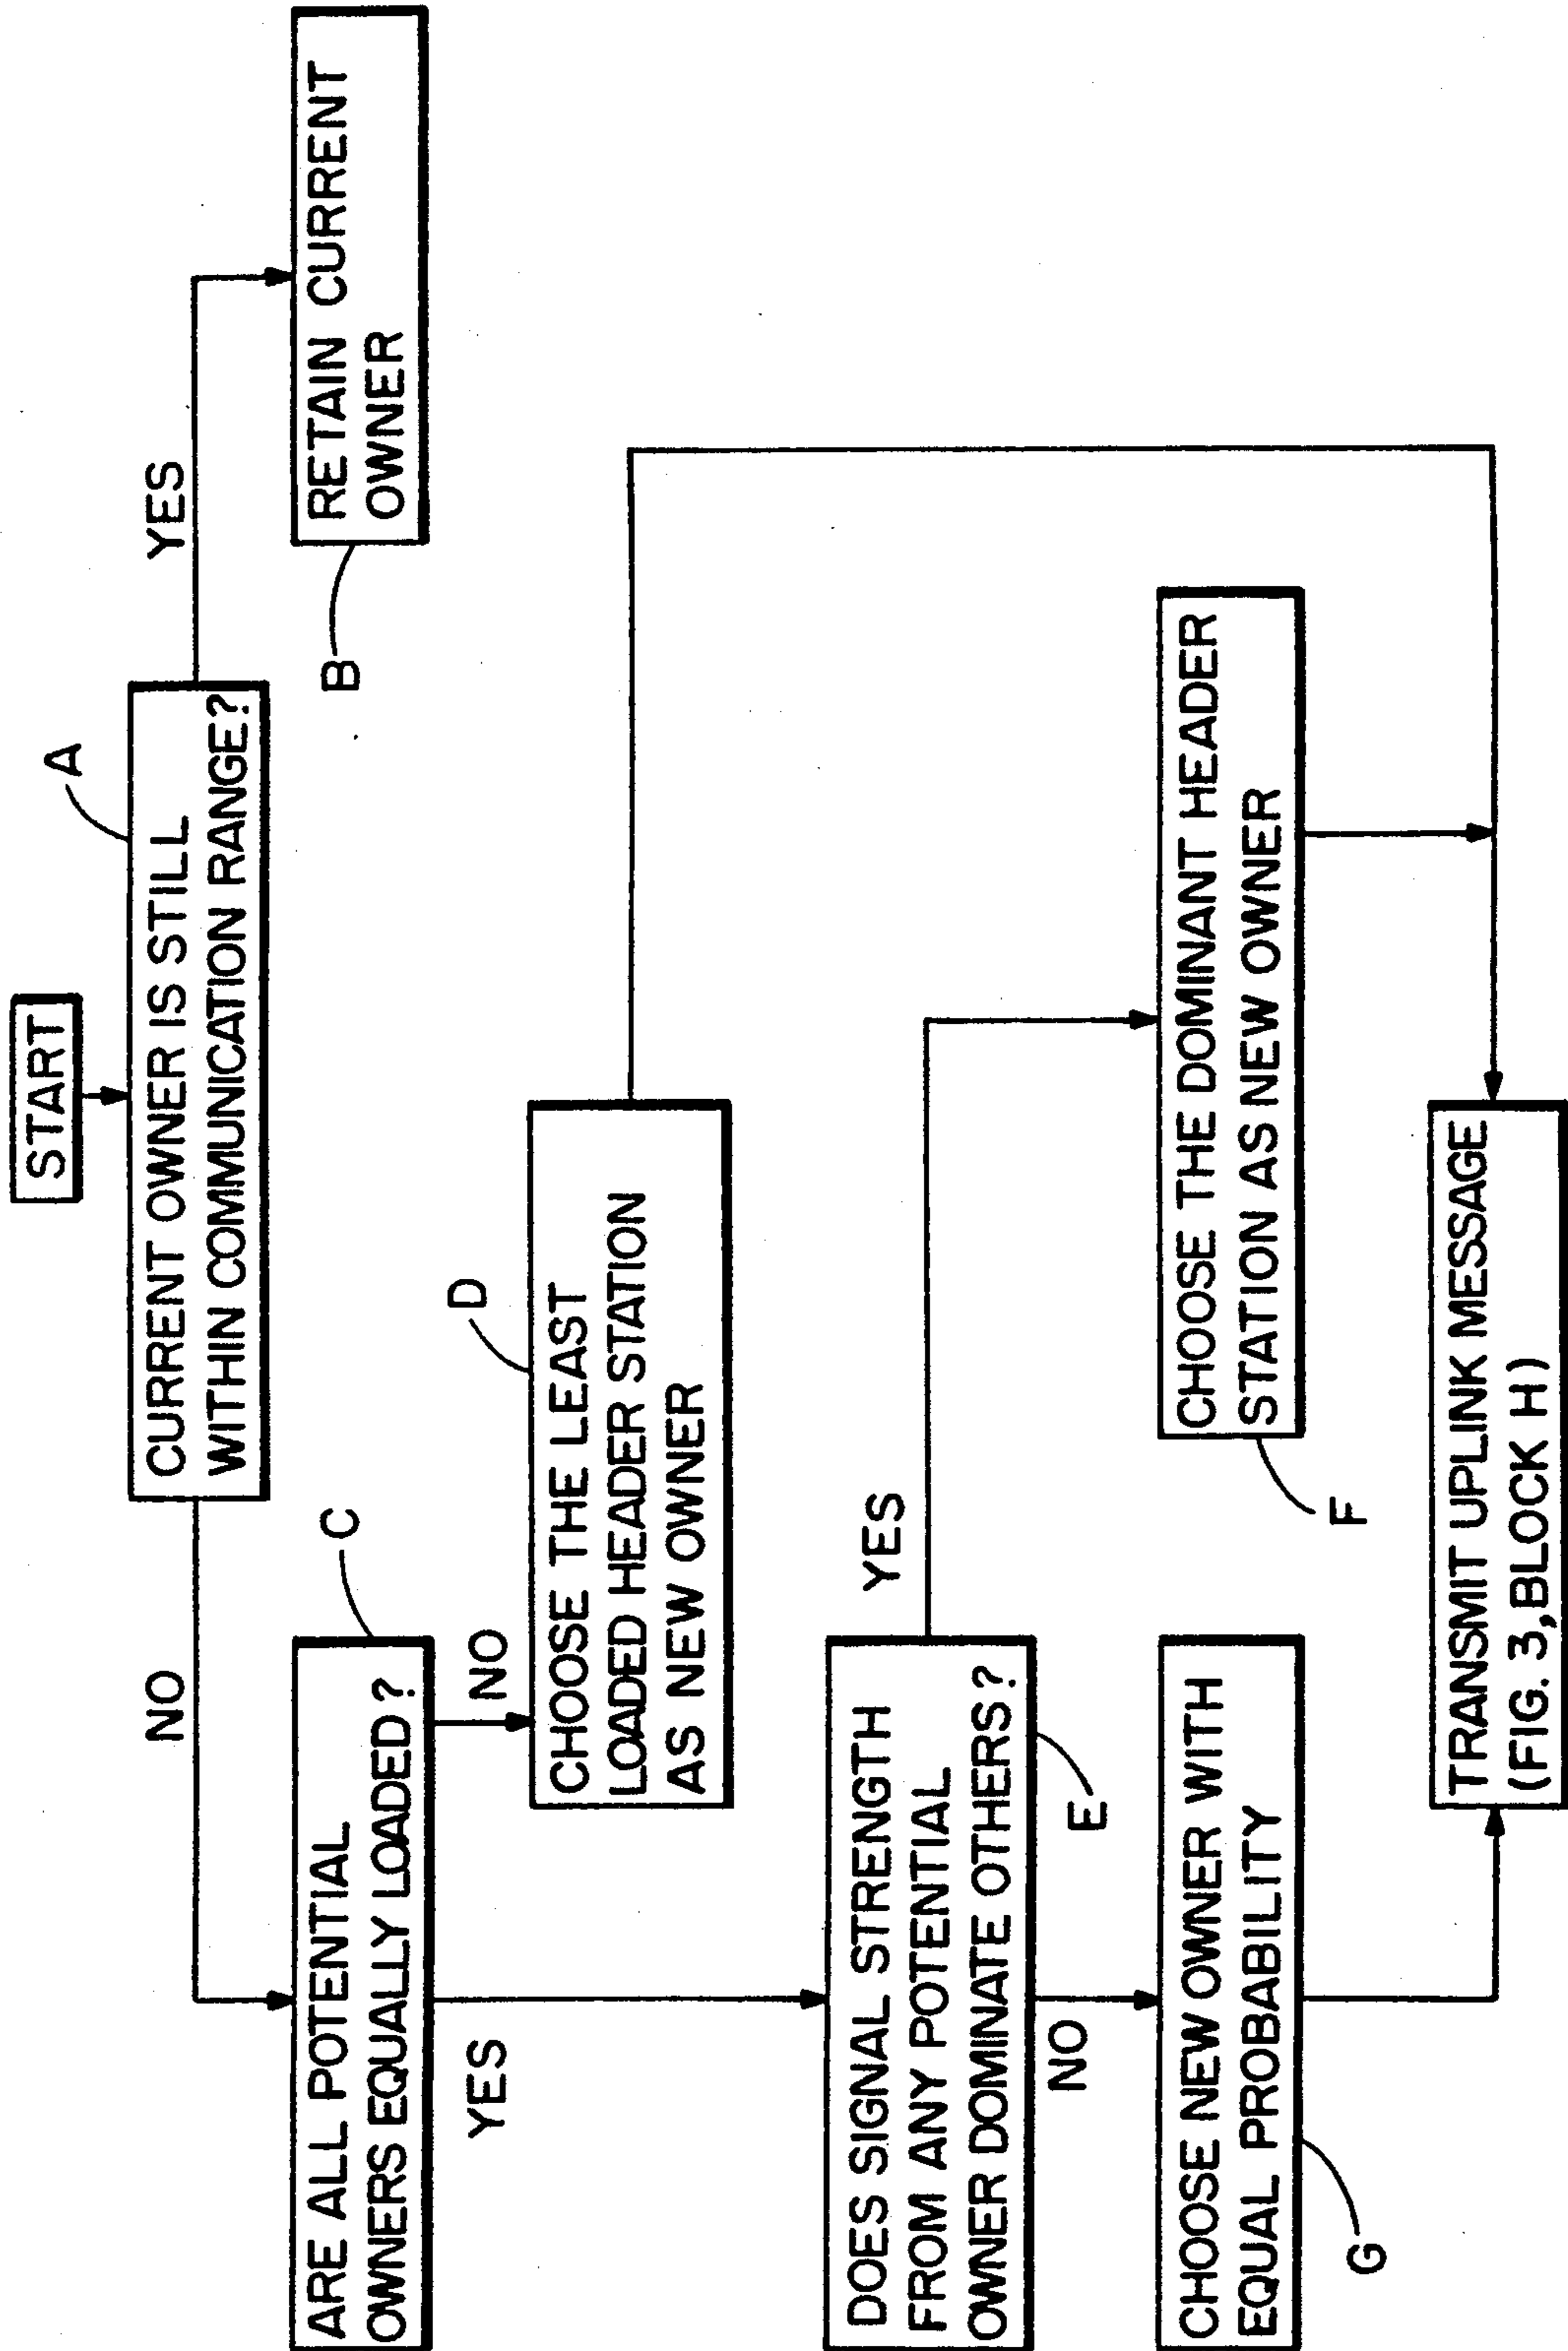 START
A
CURRENT OWNER IS STILL
WITHIN COMMUNICATION RANGE?
NO
YES
C
ARE ALL POTENTIAL
OWNERS EQUALLY LOADED?
B
RETAIN CURRENT
OWNER
YES
NO
D
CHOOSE THE LEAST
LOADED HEADER STATION
AS NEW OWNER
DOES SIGNAL STRENGTH
FROM ANY POTENTIAL
OWNER DOMINATE OTHERS?
YES
E
NO
CHOOSE NEW OWNER WITH
EQUAL PROBABILITY
G
CHOOSE THE DOMINANT HEADER
STATION AS NEW OWNER
F
TRANSMIT UPLINK MESSAGE
(FIG. 3, BLOCK H)